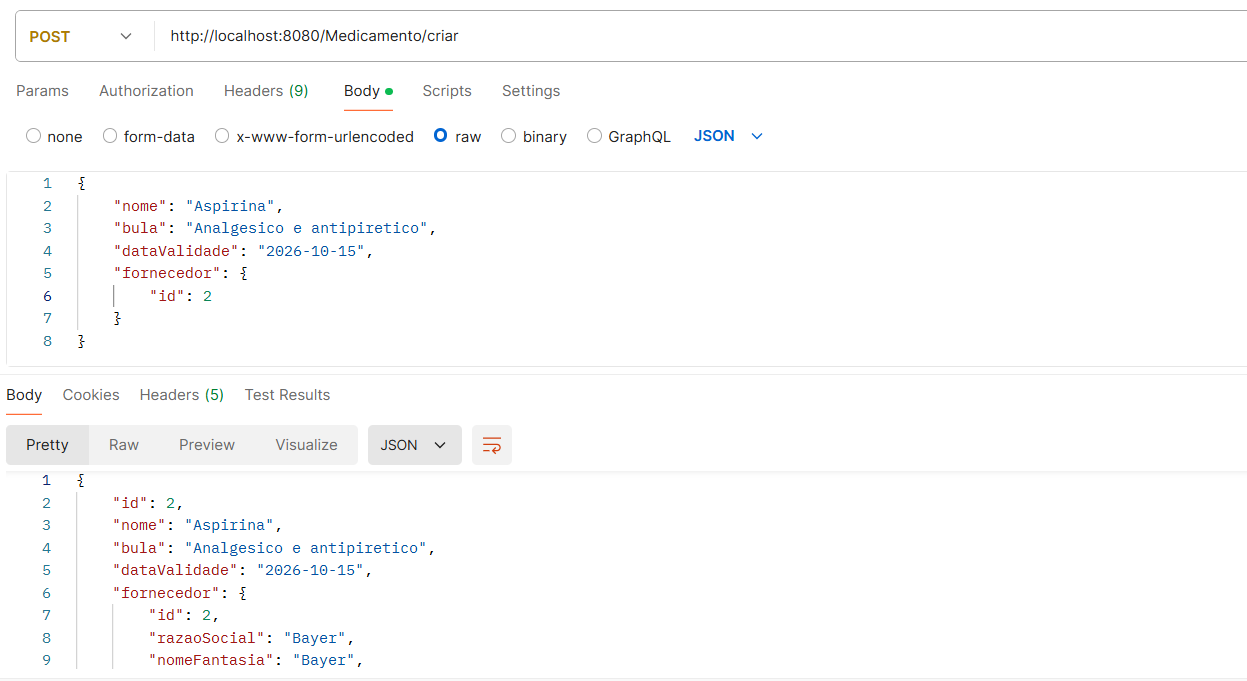 POST http://localhost:8080/Medicamento/criar
Params Authorization Headers (9) Body Scripts Settings
none form-data x-www-form-urlencoded raw binary GraphQL JSON
1 {
2 "nome": "Aspirina",
3 "bula": "Analgesico e antipiretico",
4 "dataValidade": "2026-10-15",
5 "fornecedor": {
6 "id": 2
7 }
8 }
Body Cookies Headers (5) Test Results
Pretty Raw Preview Visualize JSON
1 {
2 "id": 2,
3 "nome": "Aspirina",
4 "bula": "Analgesico e antipiretico",
5 "dataValidade": "2026-10-15",
6 "fornecedor": {
7 "id": 2,
8 "razaoSocial": "Bayer",
9 "nomeFantasia": "Bayer",